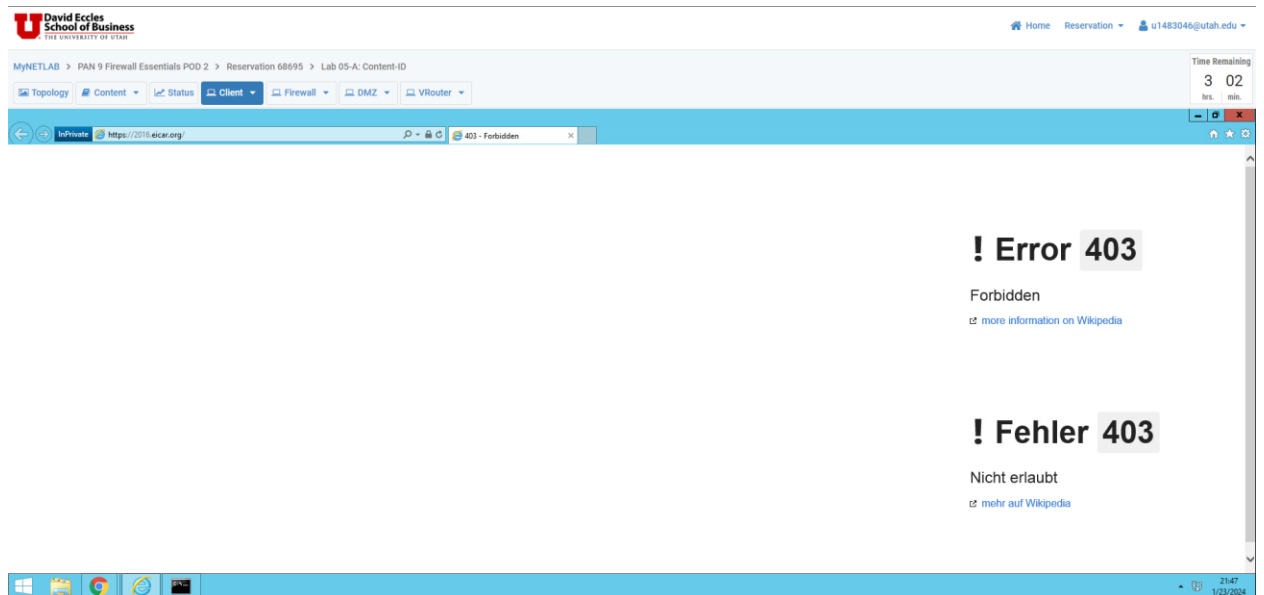 David Eccles
School of Business
THE UNIVERSITY OF UTAH
Home Reservation u1483046@utah.edu
MyNETLAB > PAN 9 Firewall Essentials POD 2 > Reservation 68695 > Lab 05-A: Content-ID
Time Remaining
3 02
hrs. min.
Topology Content Status Client Firewall DMZ VRouter
InPrivate https://2016.eicar.org/ 403 - Forbidden
! Error 403
Forbidden
more information on Wikipedia
! Fehler 403
Nicht erlaubt
mehr auf Wikipedia
21:47
1/23/2024